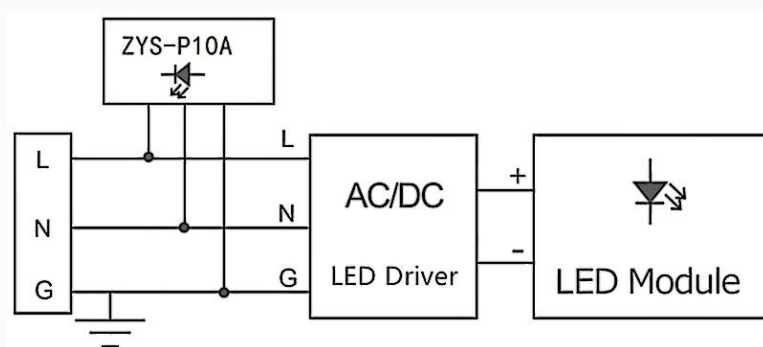 ZYS-P10A
L
N
G
L
N
G
AC/DC
LED Driver
+
-
LED Module